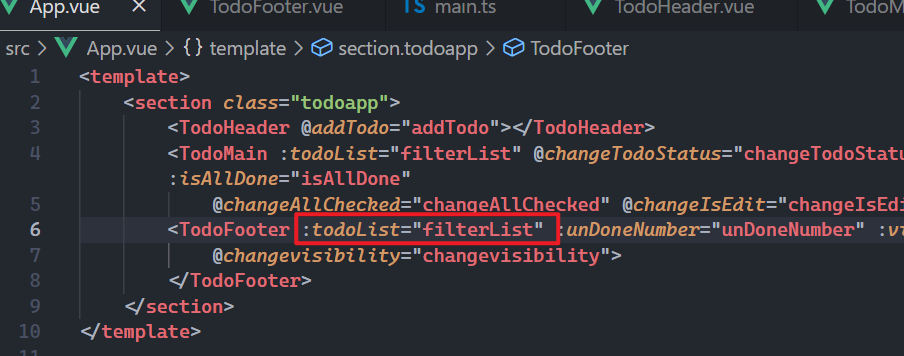 App.vue TodoFooter.vue TS main.ts TodoHeader.vue TodoM
src > App.vue > {} template > section.todoapp > TodoFooter
1 <template>
2 <section class="todoapp">
3 <TodoHeader @addTodo="addTodo"></TodoHeader>
4 <TodoMain :todoList="filterList" @changeTodoStatus="changeTodoStatu
:isAllDone="isAllDone"
5 @changeAllChecked="changeAllChecked" @changeIsEdit="changeIsEdi
6 <TodoFooter :todoList="filterList" :unDoneNumber="unDoneNumber" :vi
7 @changevisibility="changevisibility">
8 </TodoFooter>
9 </section>
10 </template>
11